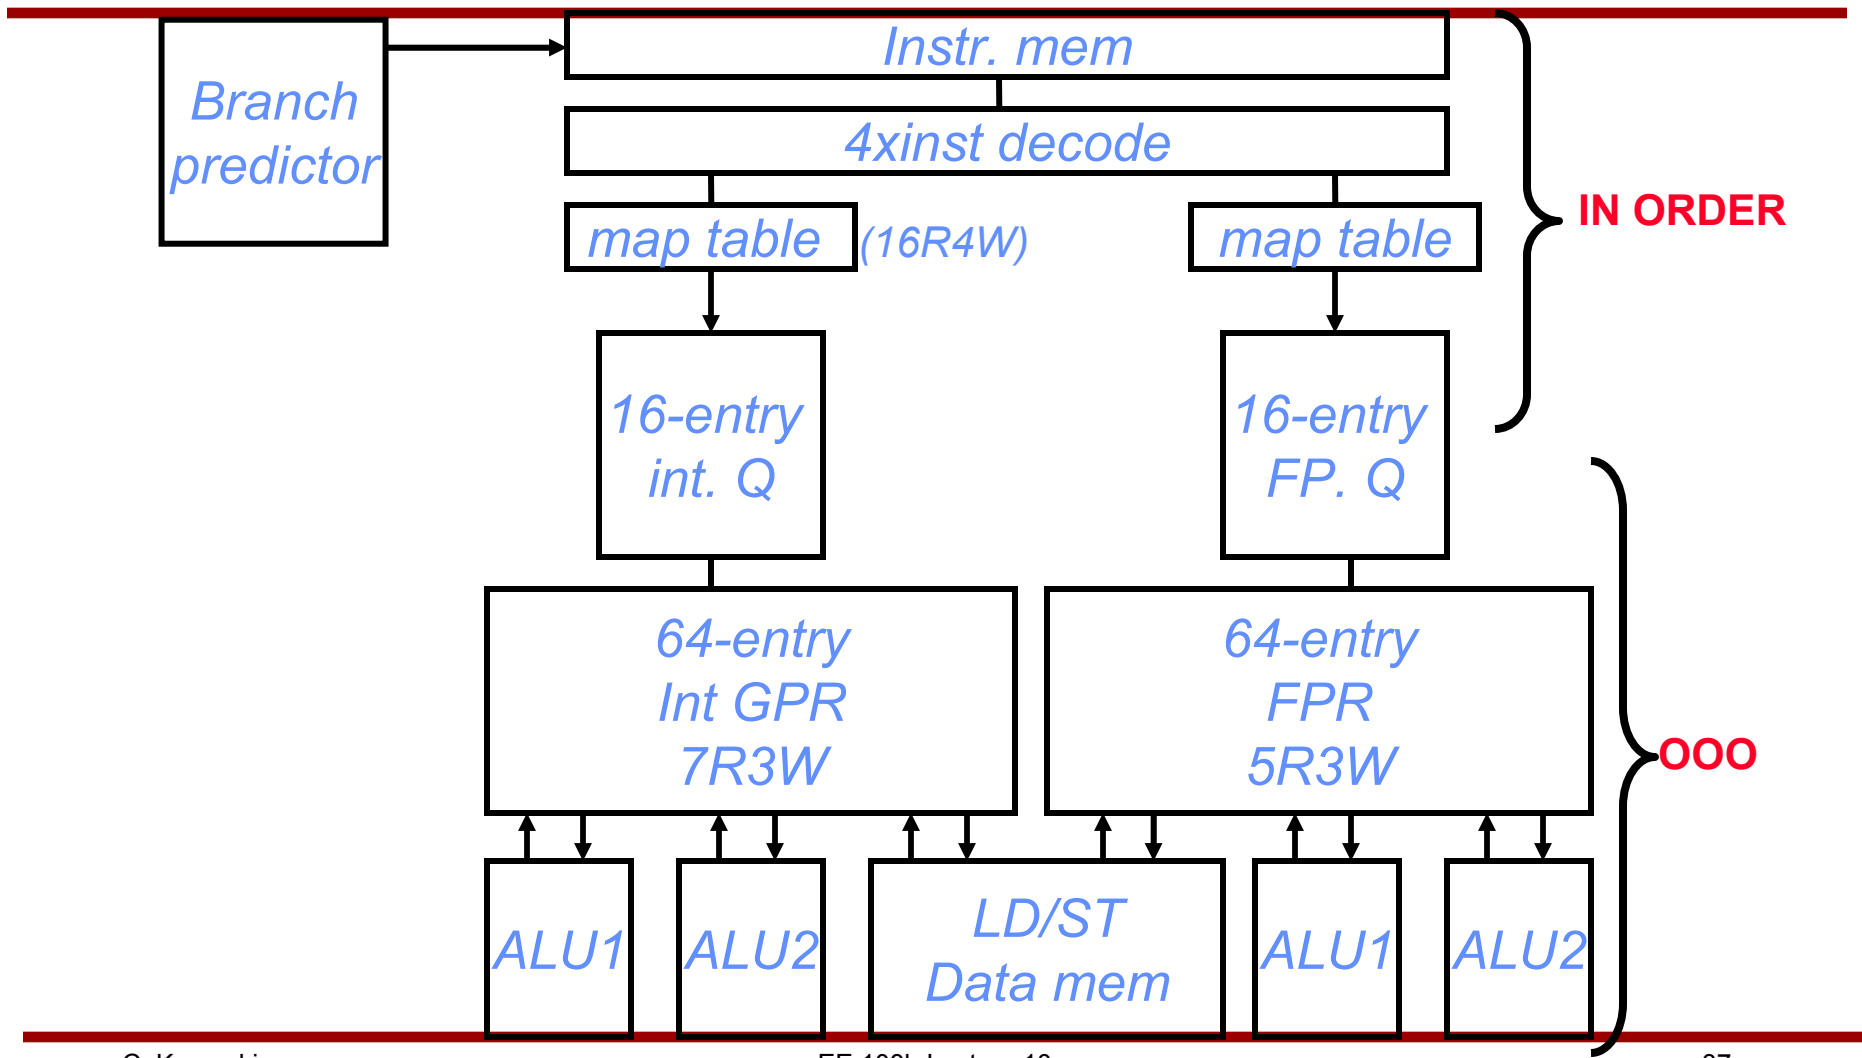 Instr. mem
Branch
predictor
4xinst decode
IN ORDER
map table (16R4W)
map table
16-entry
int. Q
16-entry
FP. Q
64-entry
Int GPR
7R3W
64-entry
FPR
5R3W
OOO
ALU1
ALU2
LD/ST
Data mem
ALU1
ALU2